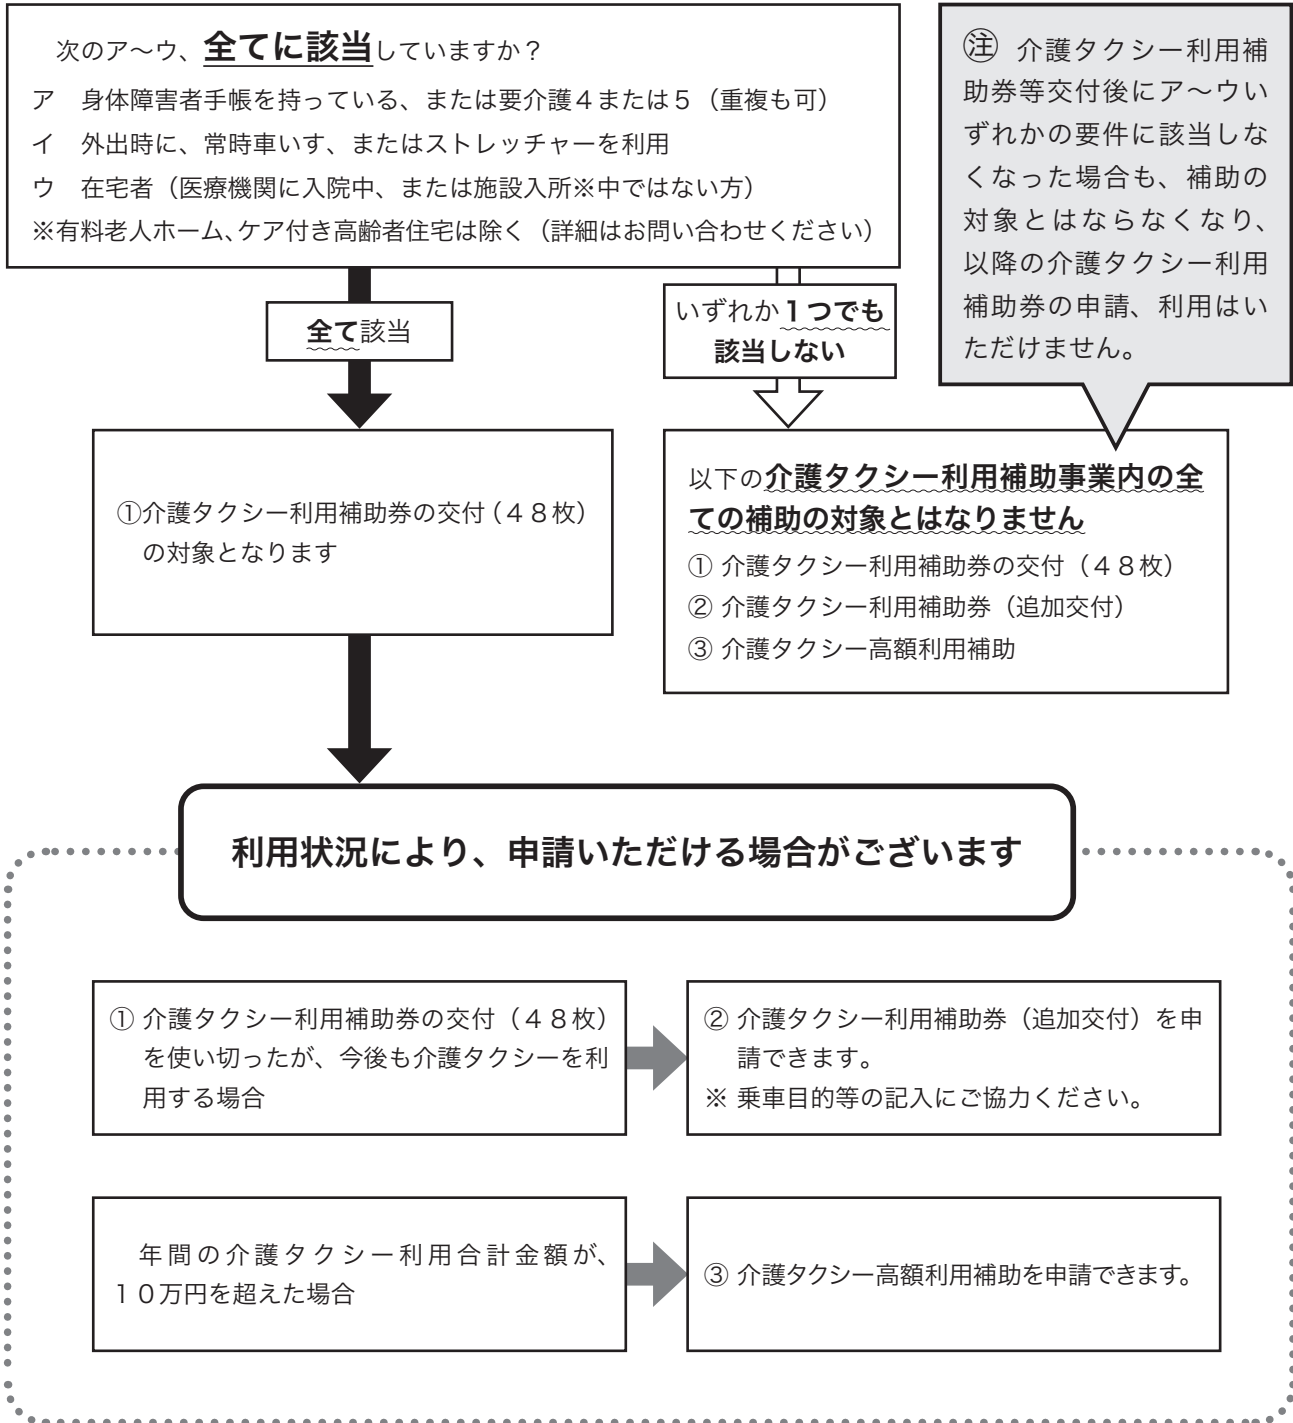 次のア～ウ、全てに該当していますか？
ア　身体障害者手帳を持っている、または要介護４または５（重複も可）
イ　外出時に、常時車いす、またはストレッチャーを利用
ウ　在宅者（医療機関に入院中、または施設入所※中ではない方）
※有料老人ホーム、ケア付き高齢者住宅は除く（詳細はお問い合わせください）
㊟　介護タクシー利用補
助券等交付後にア～ウい
ずれかの要件に該当しな
くなった場合も、補助の
対象とはならなくなり、
以降の介護タクシー利用
補助券の申請、利用はい
ただけません。
全て該当
いずれか１つでも
該当しない
①介護タクシー利用補助券の交付（４８枚）
の対象となります
以下の介護タクシー利用補助事業内の全
ての補助の対象とはなりません
① 介護タクシー利用補助券の交付（４８枚）
② 介護タクシー利用補助券（追加交付）
③ 介護タクシー高額利用補助
利用状況により、申請いただける場合がございます
① 介護タクシー利用補助券の交付（４８枚）
を使い切ったが、今後も介護タクシーを利
用する場合
② 介護タクシー利用補助券（追加交付）を申
請できます。
※ 乗車目的等の記入にご協力ください。
年間の介護タクシー利用合計金額が、
１０万円を超えた場合
③ 介護タクシー高額利用補助を申請できます。